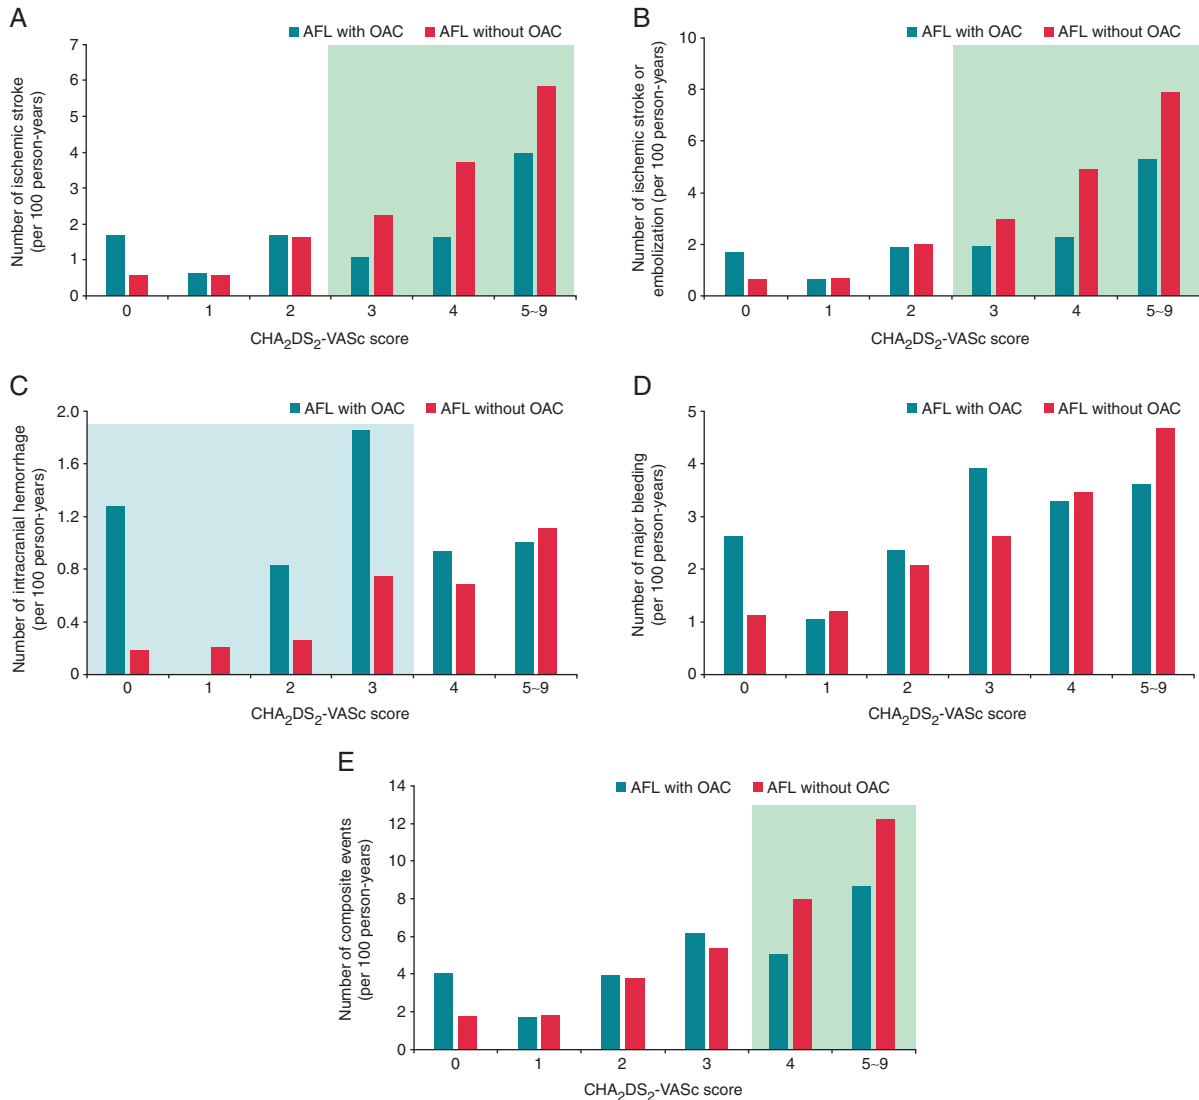 A
AFL with OAC AFL without OAC
Number of ischemic stroke
(per 100 person-years)
7
6
5
4
3
2
1
0
0 1 2 3 4 5~9
CHA₂DS₂-VASc score
B
AFL with OAC AFL without OAC
Number of ischemic stroke or
embolization (per 100 person-years)
10
8
6
4
2
0
0 1 2 3 4 5~9
CHA₂DS₂-VASc score
C
AFL with OAC AFL without OAC
Number of intracranial hemorrhage
(per 100 person-years)
2.0
1.6
1.2
0.8
0.4
0
0 1 2 3 4 5~9
CHA₂DS₂-VASc score
D
AFL with OAC AFL without OAC
Number of major bleeding
(per 100 person-years)
5
4
3
2
1
0
0 1 2 3 4 5~9
CHA₂DS₂-VASc score
E
AFL with OAC AFL without OAC
Number of composite events
(per 100 person-years)
14
12
10
8
6
4
2
0
0 1 2 3 4 5~9
CHA₂DS₂-VASc score